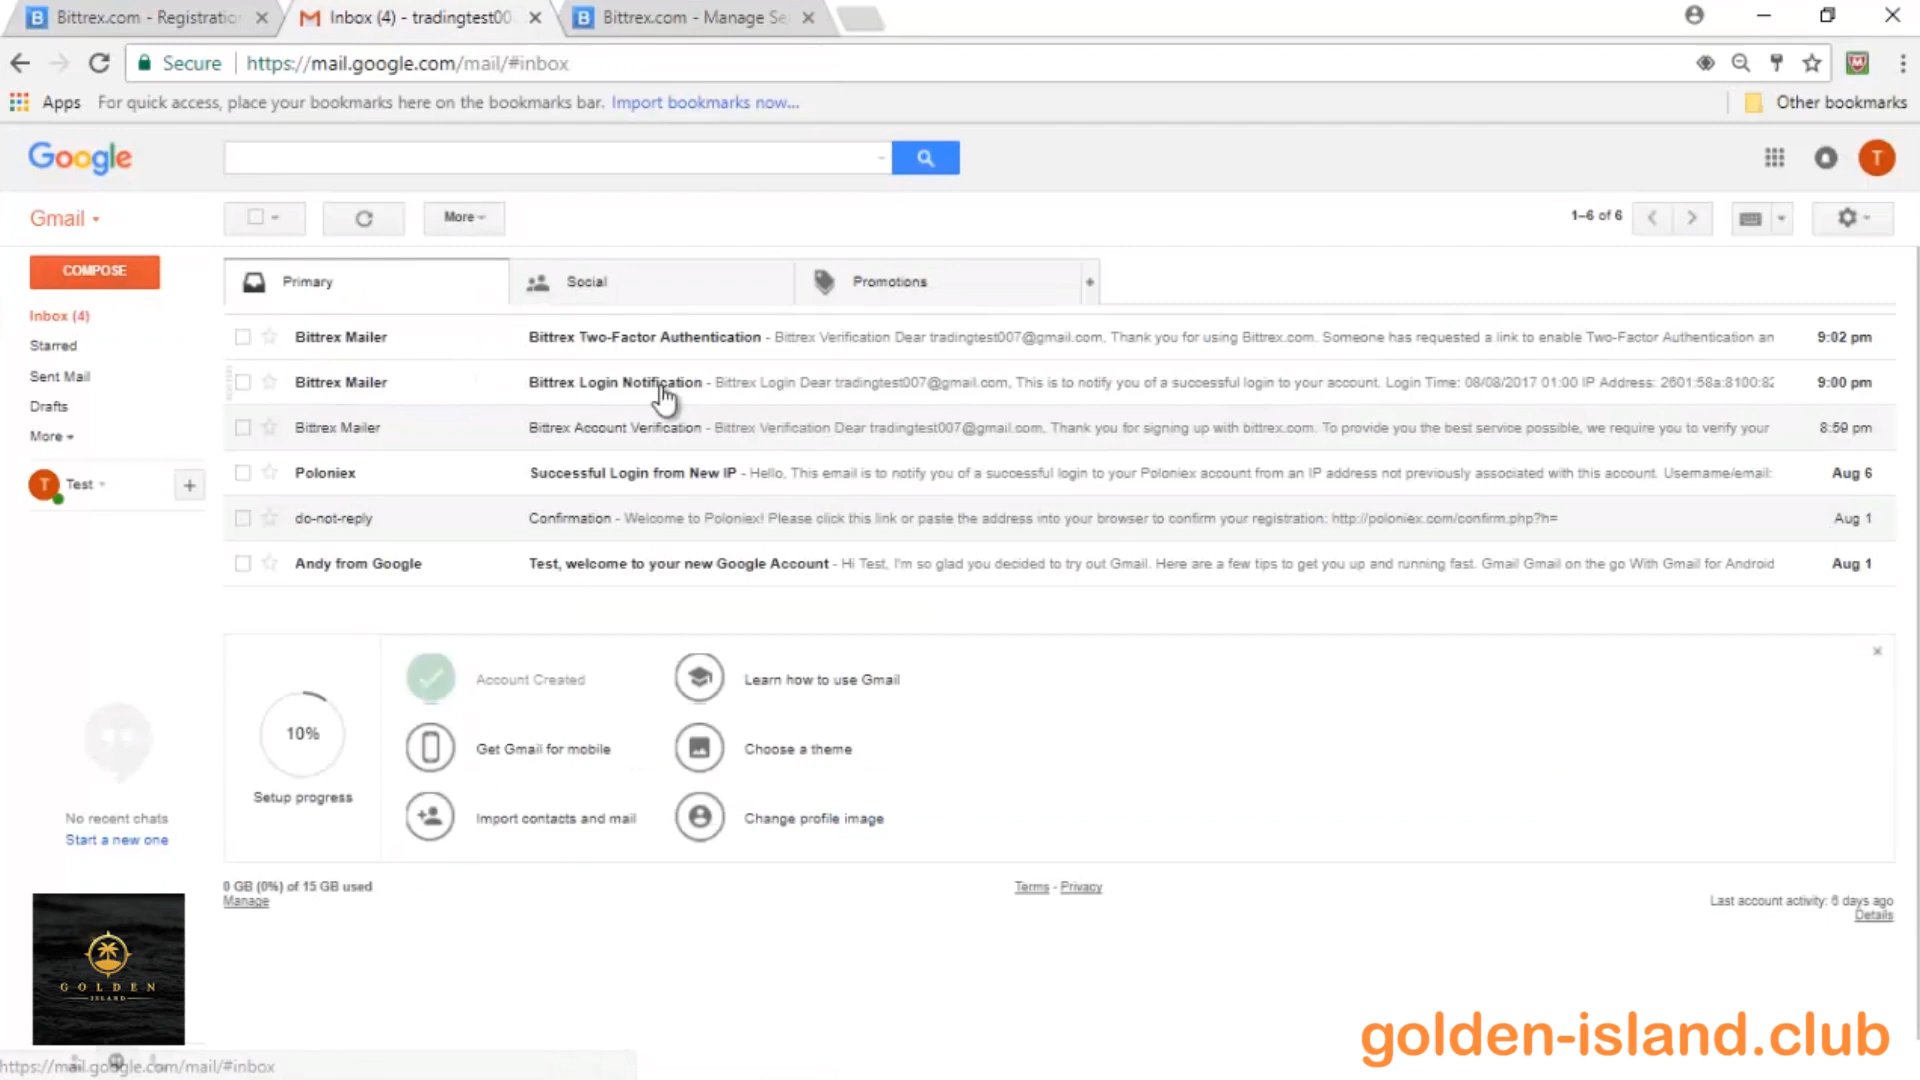 Bittrex.com - Registratio
Inbox (4) - tradingtest00
Bittrex.com - Manage Se
Secure
https://mail.google.com/mail/#inbox
Apps
For quick access, place your bookmarks here on the bookmarks bar. Import bookmarks now...
Other bookmarks
Google
T
Gmail
More
1–6 of 6
COMPOSE
Primary
Social
Promotions
Inbox (4)
Starred
Sent Mail
Drafts
More
T
Test
Bittrex Mailer Bittrex Two-Factor Authentication - Bittrex Verification Dear tradingtest007@gmail.com, Thank you for using Bittrex.com. Someone has requested a link to enable Two-Factor Authentication an 9:02 pm
Bittrex Mailer Bittrex Login Notification - Bittrex Login Dear tradingtest007@gmail.com, This is to notify you of a successful login to your account. Login Time: 08/08/2017 01:00 IP Address: 2601:58a:8100:82 9:00 pm
Bittrex Mailer Bittrex Account Verification - Bittrex Verification Dear tradingtest007@gmail.com, Thank you for signing up with bittrex.com. To provide you the best service possible, we require you to verify your 8:59 pm
Poloniex Successful Login from New IP - Hello, This email is to notify you of a successful login to your Poloniex account from an IP address not previously associated with this account. Username/email: Aug 6
do-not-reply Confirmation - Welcome to Poloniex! Please click this link or paste the address into your browser to confirm your registration: http://poloniex.com/confirm.php?h= Aug 1
Andy from Google Test, welcome to your new Google Account - Hi Test, I'm so glad you decided to try out Gmail. Here are a few tips to get you up and running fast. Gmail Gmail on the go With Gmail for Android Aug 1
10%
Setup progress
Account Created
Learn how to use Gmail
Get Gmail for mobile
Choose a theme
Import contacts and mail
Change profile image
No recent chats
Start a new one
0 GB (0%) of 15 GB used
Manage
Terms - Privacy
Last account activity: 6 days ago
Details
GOLDEN
ISLAND
golden-island.club
https://mail.google.com/mail/#inbox